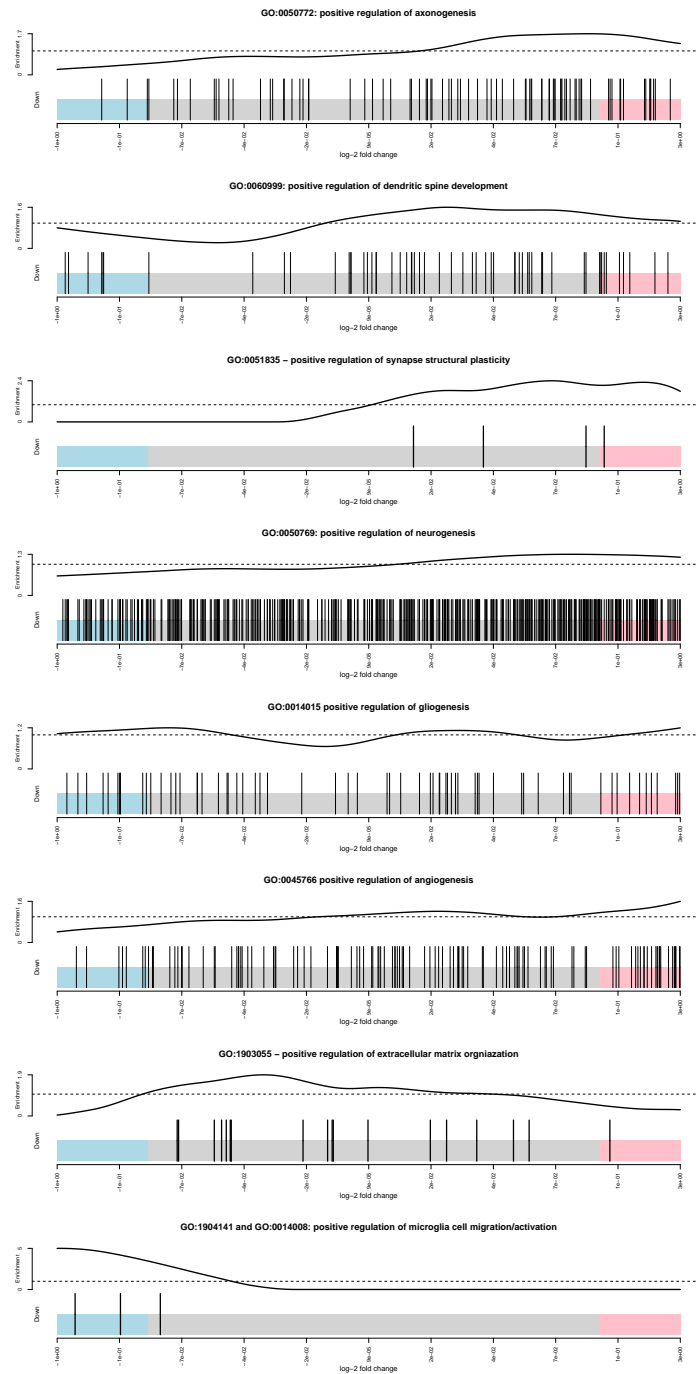 GO:0050772: positive regulation of axonogenesis
0 Enrichment 1.7
Down
−1e+00 −1e−01 −7e−02 −4e−02 −2e−02 9e−05 2e−02 4e−02 7e−02 1e−01 3e+00
log−2 fold change
GO:0060999: positive regulation of dendritic spine development
0 Enrichment 1.6
Down
−1e+00 −1e−01 −7e−02 −4e−02 −2e−02 9e−05 2e−02 4e−02 7e−02 1e−01 3e+00
log−2 fold change
GO:0051835 − positive regulation of synapse structural plasticity
0 Enrichment 2.4
Down
−1e+00 −1e−01 −7e−02 −4e−02 −2e−02 9e−05 2e−02 4e−02 7e−02 1e−01 3e+00
log−2 fold change
GO:0050769: positive regulation of neurogenesis
0 Enrichment 1.3
Down
−1e+00 −1e−01 −7e−02 −4e−02 −2e−02 9e−05 2e−02 4e−02 7e−02 1e−01 3e+00
log−2 fold change
GO:0014015 positive regulation of gliogenesis
0 Enrichment 1.2
Down
−1e+00 −1e−01 −7e−02 −4e−02 −2e−02 9e−05 2e−02 4e−02 7e−02 1e−01 3e+00
log−2 fold change
GO:0045766 positive regulation of angiogenesis
0 Enrichment 1.6
Down
−1e+00 −1e−01 −7e−02 −4e−02 −2e−02 9e−05 2e−02 4e−02 7e−02 1e−01 3e+00
log−2 fold change
GO:1903055 − positive regulation of extracellular matrix orgniazation
0 Enrichment 1.9
Down
−1e+00 −1e−01 −7e−02 −4e−02 −2e−02 9e−05 2e−02 4e−02 7e−02 1e−01 3e+00
log−2 fold change
GO:1904141 and GO:0014008: positive regulation of microglia cell migration/activation
0 Enrichment 5
Down
−1e+00 −1e−01 −7e−02 −4e−02 −2e−02 9e−05 2e−02 4e−02 7e−02 1e−01 3e+00
log−2 fold change